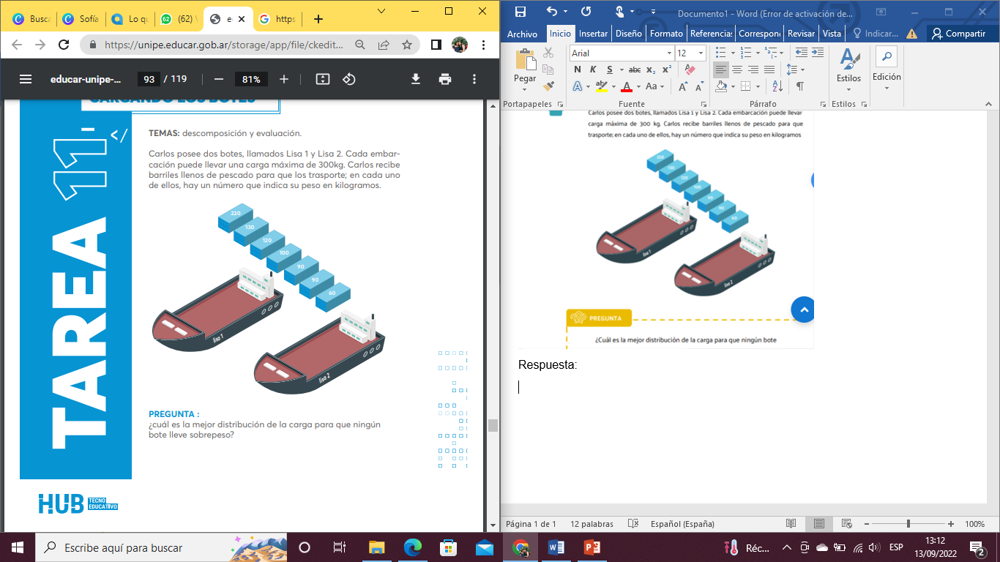 Busca
Sofía
Lo qu
(62) W
ec
https
https://unipe.educar.gob.ar/storage/app/file/ckedit...
educar-unipe-...
93 / 119
81%
CARGANDO LOS BOTES
TAREA 11
</
TEMAS: descomposición y evaluación.
Carlos posee dos botes, llamados Lisa 1 y Lisa 2. Cada embar-
cación puede llevar una carga máxima de 300kg. Carlos recibe
barriles llenos de pescado para que los trasporte; en cada uno
de ellos, hay un número que indica su peso en kilogramos.
220
130
120
100
90
90
60
lisa 1
lisa 2
PREGUNTA :
¿cuál es la mejor distribución de la carga para que ningún
bote lleve sobrepeso?
HUB TECNO
EDUCATIVO
Documento1 - Word (Error de activación de...
Archivo Inicio Insertar Diseño Formato Referencias Correspon Revisar Vista Indicar... Compartir
Pegar
Arial 12
N K S abc x₂ x²
A ab A Aa A A
Estilos
Edición
Portapapeles
Fuente
Párrafo
Estilos
Carlos posee dos botes, llamados Lisa 1 y Lisa 2. Cada embarcación puede llevar
carga máxima de 300 kg. Carlos recibe barriles llenos de pescado para que
trasporte; en cada uno de ellos, hay un número que indica su peso en kilogramos
220
130
120
100
90
90
60
lisa 1
lisa 2
PREGUNTA
¿Cuál es la mejor distribución de la carga para que ningún bote
Respuesta:
Página 1 de 1 12 palabras Español (España) 100%
Escribe aquí para buscar
Réc...
ESP
13:12
13/09/2022
2